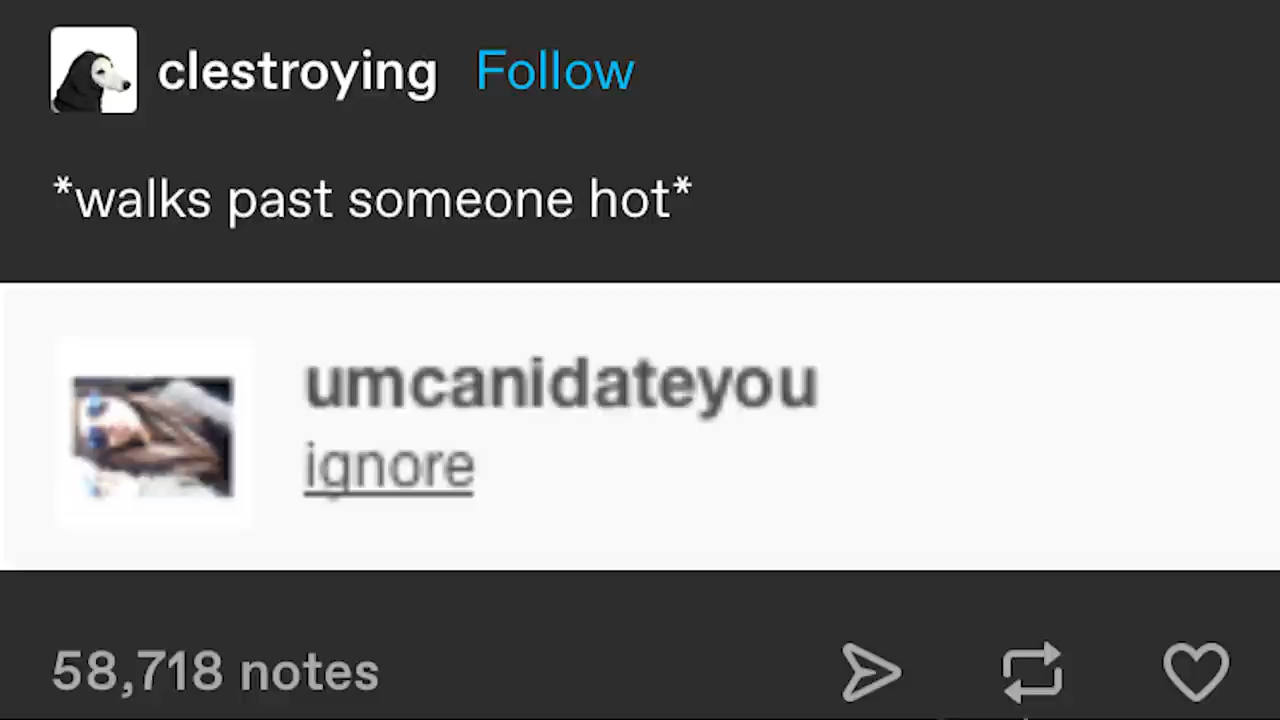 clestroying Follow
*walks past someone hot*
umcanidateyou
ignore
58,718 notes